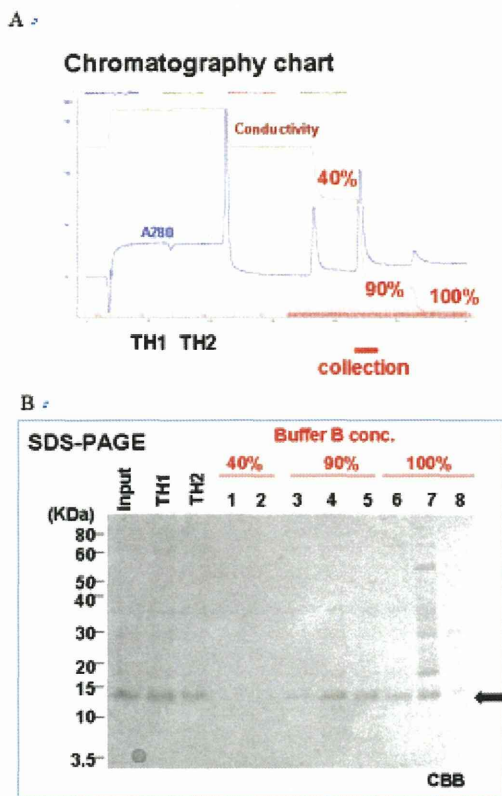 A
Chromatography chart
Conductivity
40%
A280
90% 100%
TH1 TH2
collection
B
SDS-PAGE
Buffer B conc.
40% 90% 100%
Input TH1 TH2 1 2 3 4 5 6 7 8
(KDa)
80
60
50
40
30
20
15
10
3.5
CBB